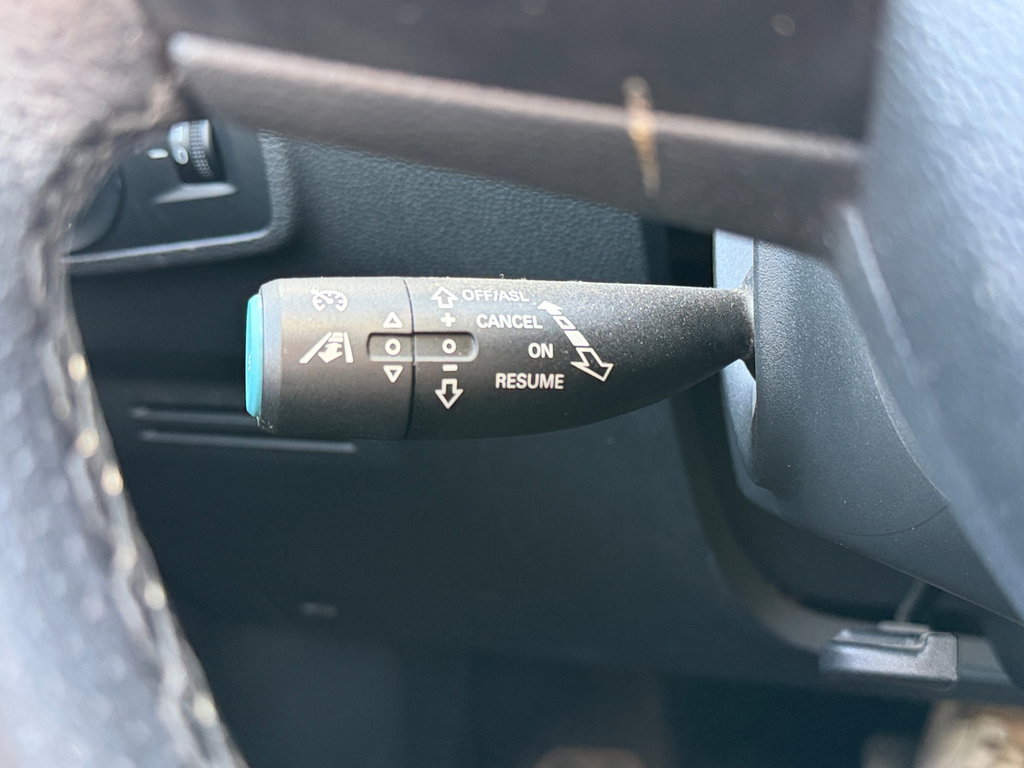 OFF/ASL
+
CANCEL
ON
-
RESUME